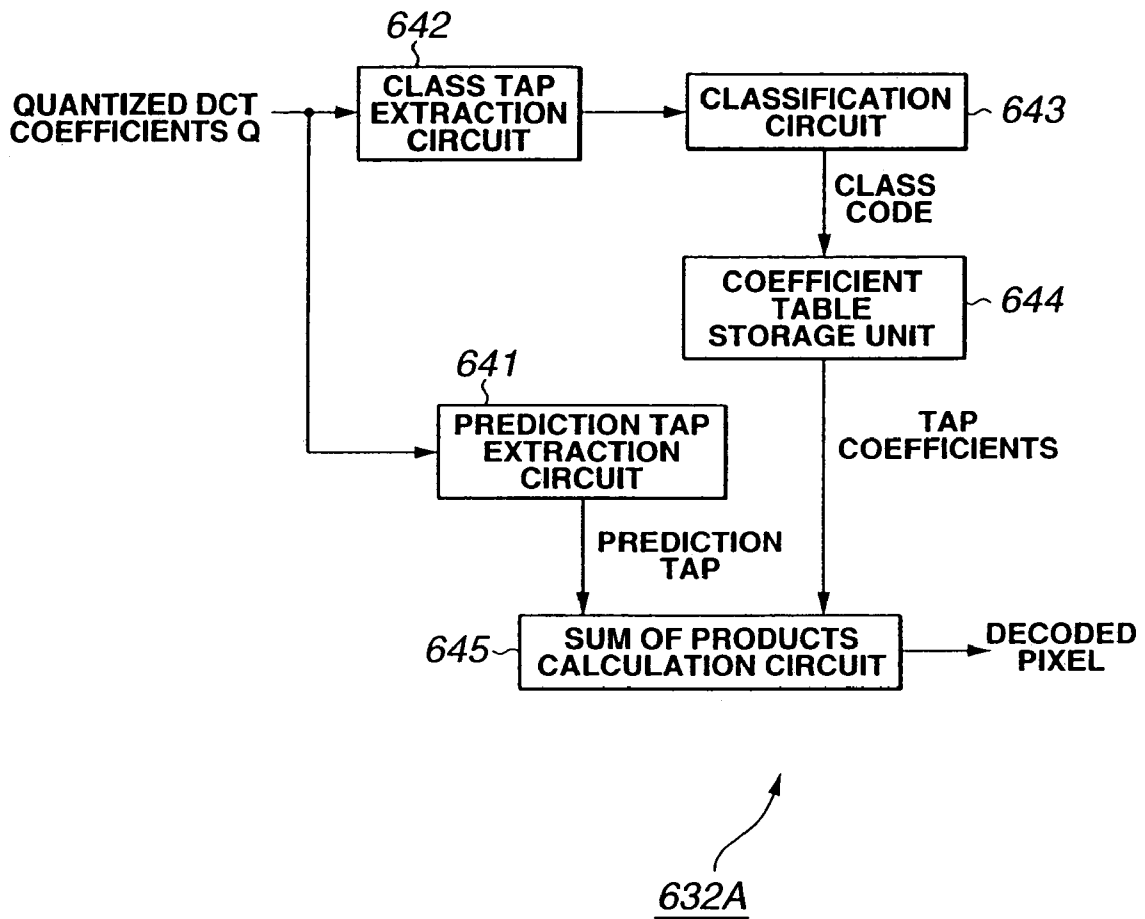 642
QUANTIZED DCT
COEFFICIENTS Q
CLASS TAP
EXTRACTION
CIRCUIT
CLASSIFICATION
CIRCUIT
643
CLASS
CODE
COEFFICIENT
TABLE
STORAGE UNIT
644
641
PREDICTION TAP
EXTRACTION
CIRCUIT
TAP
COEFFICIENTS
PREDICTION
TAP
645
SUM OF PRODUCTS
CALCULATION CIRCUIT
DECODED
PIXEL
632A